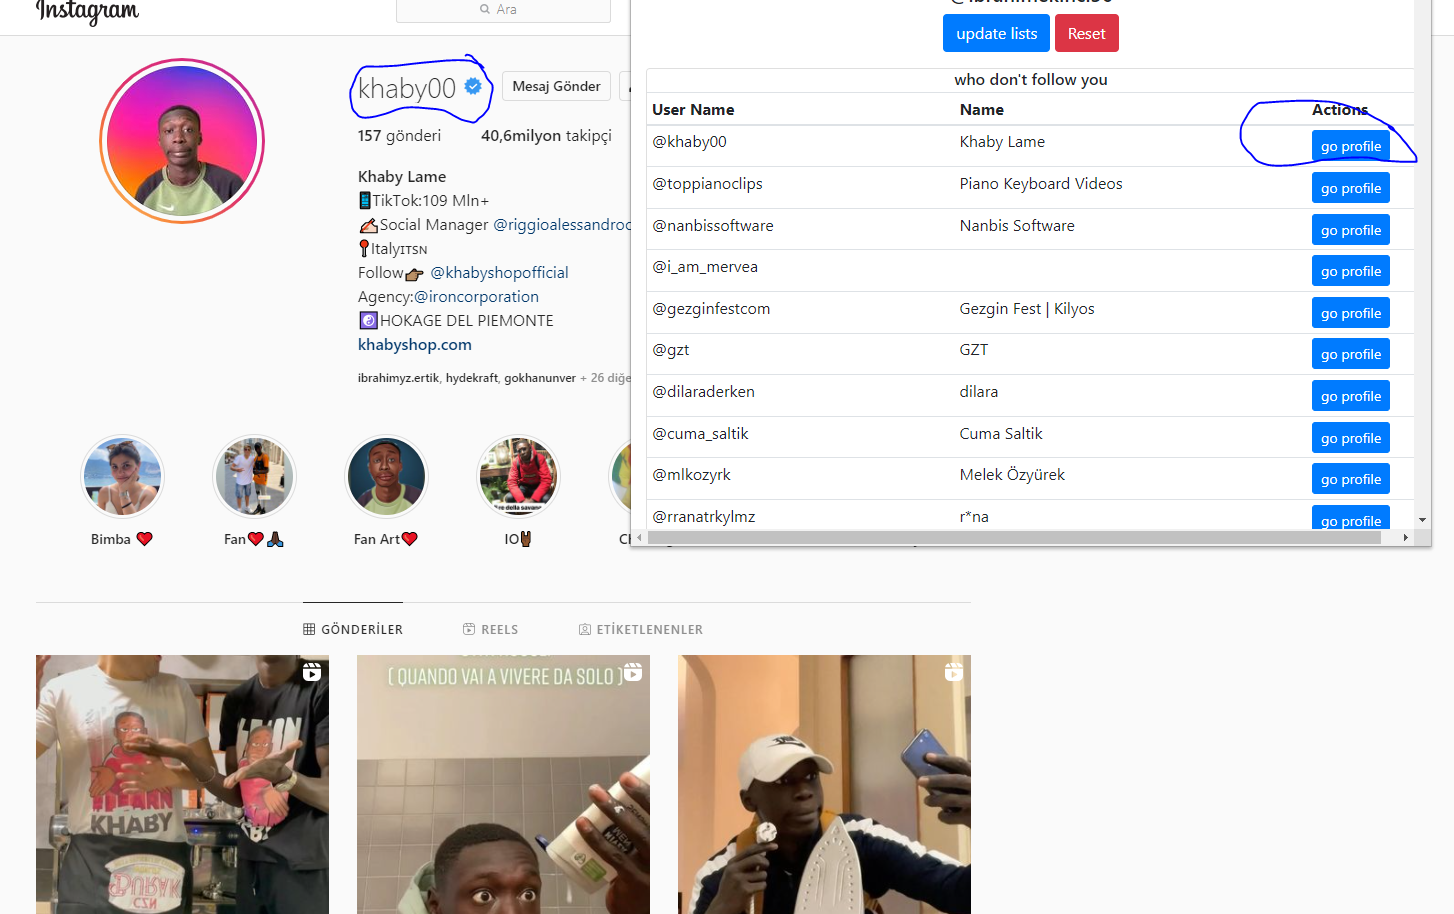 Instagram
Ara
khaby00
Mesaj Gönder
157 gönderi
40,6milyon takipçi
Khaby Lame
📱TikTok:109 Mln+
✍🏽Social Manager @riggioalessandro
📍Italyɪᴛsɴ
Follow👉🏽 @khabyshopofficial
Agency:@ironcorporation
☯️HOKAGE DEL PIEMONTE
khabyshop.com
ibrahimyz.ertik, hydekraft, gokhanunver + 26 diğe
Bimba ❤️
Fan❤️🙏🏿
Fan Art❤️
IO🤘🏿
GÖNDERİLER
REELS
ETİKETLENENLER
#LEARN
KHABY
( QUANDO VAI A VIVERE DA SOLO )
update lists
Reset
who don't follow you
User Name
Name
Actions
@khaby00
Khaby Lame
go profile
@toppianoclips
Piano Keyboard Videos
go profile
@nanbissoftware
Nanbis Software
go profile
@i_am_mervea
go profile
@gezginfestcom
Gezgin Fest | Kilyos
go profile
@gzt
GZT
go profile
@dilaraderken
dilara
go profile
@cuma_saltik
Cuma Saltik
go profile
@mlkozyrk
Melek Özyürek
go profile
@rranatrkylmz
r*na
go profile